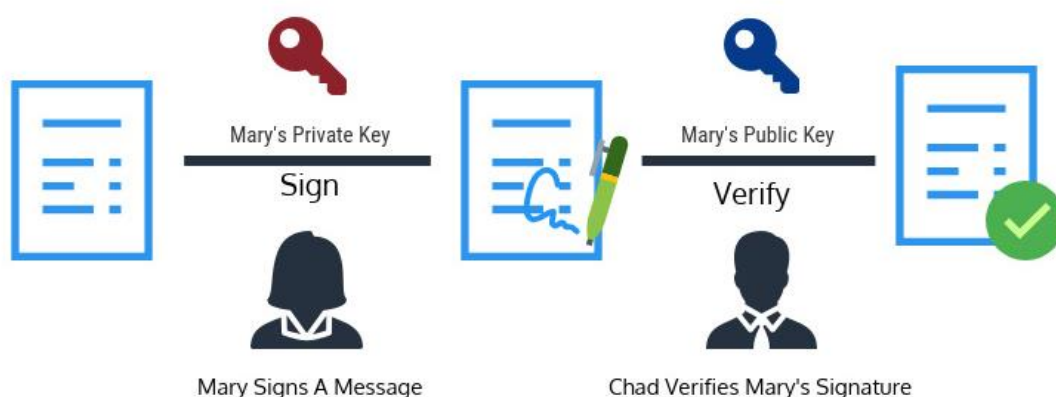 Mary's Private Key
Sign
Mary Signs A Message
Mary's Public Key
Verify
Chad Verifies Mary's Signature